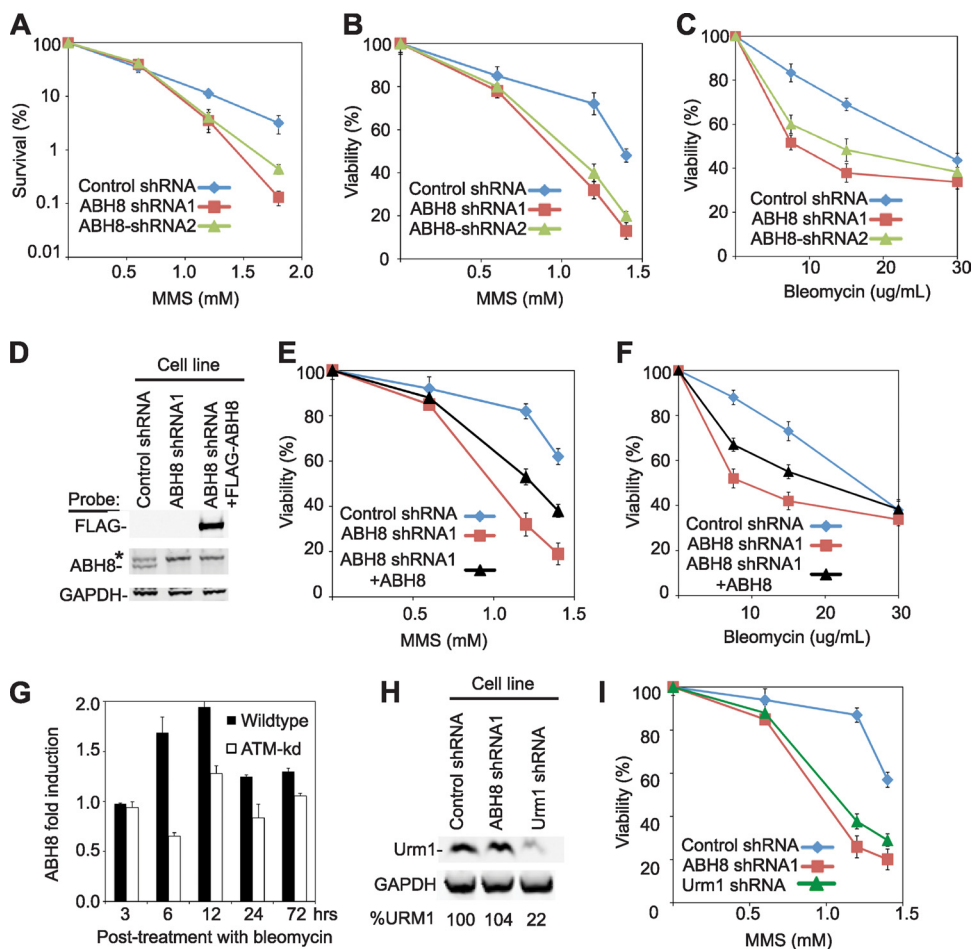 A
100
10
1
0.1
0.01
Survival (%)
Control shRNA
ABH8 shRNA1
ABH8-shRNA2
0.5
1.0
1.5
2.0
MMS (mM)
B
100
80
60
40
20
0
Viability (%)
Control shRNA
ABH8 shRNA1
ABH8-shRNA2
0.5
1.0
1.5
MMS (mM)
C
100
80
60
40
20
0
Viability (%)
Control shRNA
ABH8 shRNA1
ABH8-shRNA2
10
20
30
Bleomycin (ug/mL)
D
Cell line
Control shRNA
ABH8 shRNA1
ABH8 shRNA
+FLAG-ABH8
Probe:
FLAG-
*
ABH8-
GAPDH-
E
100
80
60
40
20
0
Viability (%)
Control shRNA
ABH8 shRNA1
ABH8 shRNA1
+ABH8
0.5
1.0
1.5
MMS (mM)
F
100
80
60
40
20
0
Viability (%)
Control shRNA
ABH8 shRNA1
ABH8 shRNA1
+ABH8
10
20
30
Bleomycin (ug/mL)
G
2.0
1.5
1.0
0.5
0
ABH8 fold induction
Wildtype
ATM-kd
3 6 12 24 72 hrs
Post-treatment with bleomycin
H
Cell line
Control shRNA
ABH8 shRNA1
Urm1 shRNA
Urm1-
GAPDH
%URM1 100 104 22
I
100
80
60
40
20
0
Viability (%)
Control shRNA
ABH8 shRNA1
Urm1 shRNA
0.5
1.0
1.5
MMS (mM)